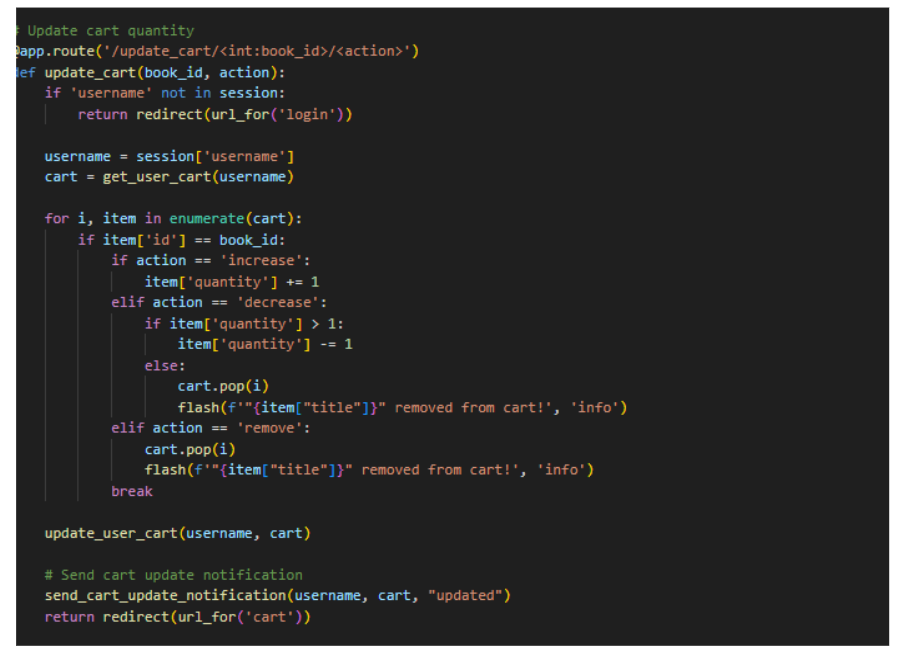 # Update cart quantity
@app.route('/update_cart/<int:book_id>/<action>')
def update_cart(book_id, action):
    if 'username' not in session:
        return redirect(url_for('login'))

    username = session['username']
    cart = get_user_cart(username)

    for i, item in enumerate(cart):
        if item['id'] == book_id:
            if action == 'increase':
                item['quantity'] += 1
            elif action == 'decrease':
                if item['quantity'] > 1:
                    item['quantity'] -= 1
                else:
                    cart.pop(i)
                    flash(f'"{item["title"]}" removed from cart!', 'info')
            elif action == 'remove':
                cart.pop(i)
                flash(f'"{item["title"]}" removed from cart!', 'info')
            break

    update_user_cart(username, cart)

    # Send cart update notification
    send_cart_update_notification(username, cart, "updated")
    return redirect(url_for('cart'))